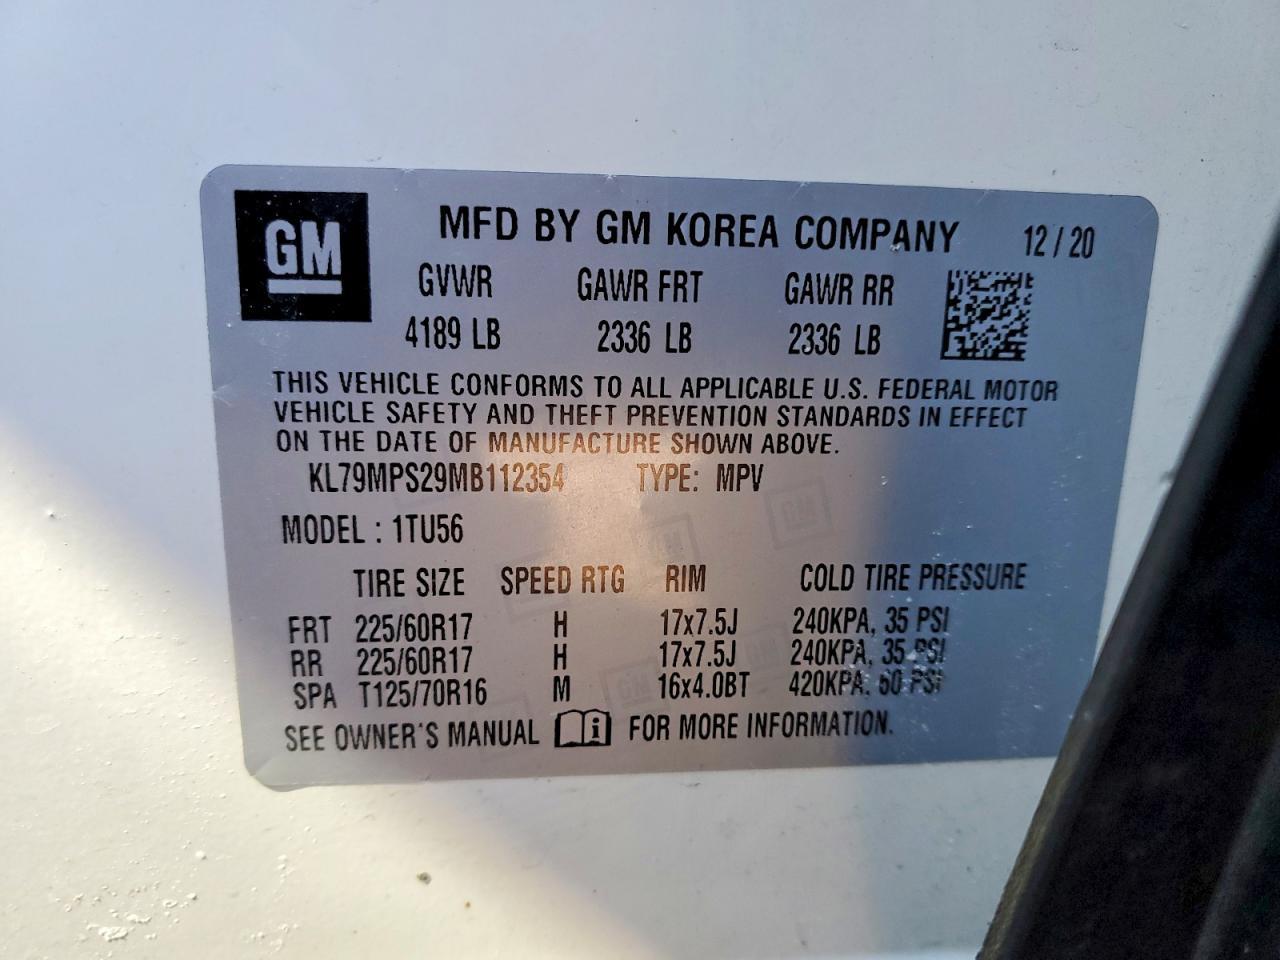 GM MFD BY GM KOREA COMPANY 12 / 20
GVWR GAWR FRT GAWR RR
4189 LB 2336 LB 2336 LB
THIS VEHICLE CONFORMS TO ALL APPLICABLE U.S. FEDERAL MOTOR
VEHICLE SAFETY AND THEFT PREVENTION STANDARDS IN EFFECT
ON THE DATE OF MANUFACTURE SHOWN ABOVE.
KL79MPS29MB112354 TYPE: MPV
MODEL : 1TU56
TIRE SIZE SPEED RTG RIM COLD TIRE PRESSURE
FRT 225/60R17 H 17x7.5J 240KPA, 35 PSI
RR 225/60R17 H 17x7.5J 240KPA, 35 PSI
SPA T125/70R16 M 16x4.0BT 420KPA, 60 PSI
SEE OWNER'S MANUAL i FOR MORE INFORMATION.